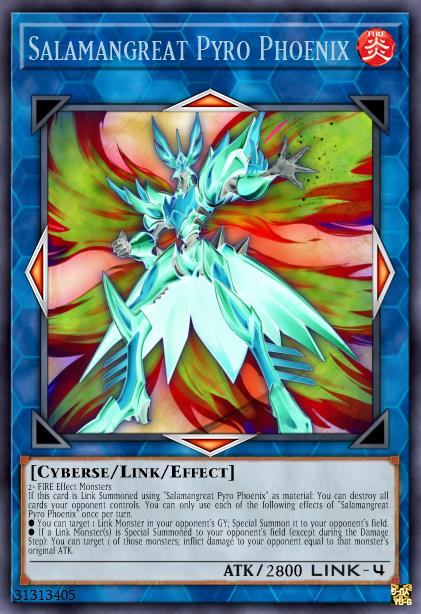 Salamangreat Pyro Phoenix
FIRE
炎
[Cyberse/Link/Effect]
2+ FIRE Effect Monsters
If this card is Link Summoned using "Salamangreat Pyro Phoenix" as material: You can destroy all
cards your opponent controls. You can only use each of the following effects of "Salamangreat
Pyro Phoenix" once per turn.
● You can target 1 Link Monster in your opponent's GY; Special Summon it to your opponent's field.
● If a Link Monster(s) is Special Summoned to your opponent's field (except during the Damage
Step): You can target 1 of those monsters; inflict damage to your opponent equal to that monster's
original ATK.
ATK/2800 LINK-4
31313405